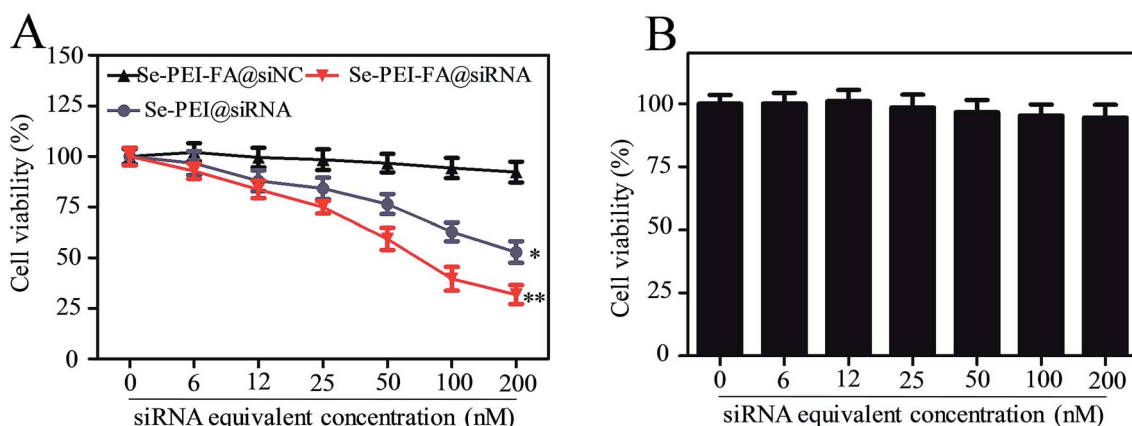 A
Cell viability (%)
150
125
100
75
50
25
0
Se-PEI-FA@siNC
Se-PEI-FA@siRNA
Se-PEI@siRNA
*
**
0 6 12 25 50 100 200
siRNA equivalent concentration (nM)
B
Cell viability (%)
100
75
50
25
0
0 6 12 25 50 100 200
siRNA equivalent concentration (nM)